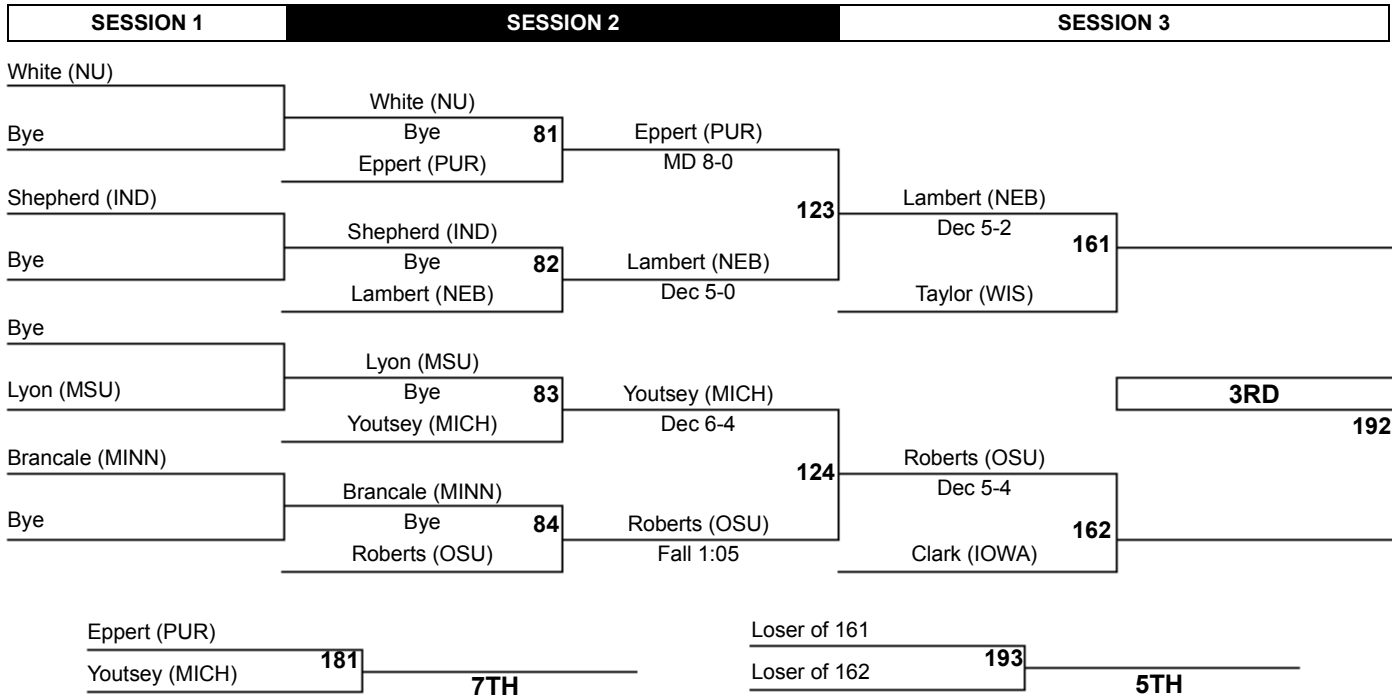 SESSION 1 SESSION 2 SESSION 3
White (NU)
White (NU)
Bye Bye 81 Eppert (PUR)
Eppert (PUR) MD 8-0
Shepherd (IND) 123 Lambert (NEB)
Shepherd (IND) Dec 5-2
161
Bye Bye 82 Lambert (NEB)
Lambert (NEB) Dec 5-0 Taylor (WIS)
Bye
Lyon (MSU)
Lyon (MSU) Bye 83 Youtsey (MICH) 3RD
Youtsey (MICH) Dec 6-4 192
Brancale (MINN) 124 Roberts (OSU)
Brancale (MINN) Dec 5-4
Bye Bye 84 Roberts (OSU) 162
Roberts (OSU) Fall 1:05 Clark (IOWA)
Eppert (PUR) Loser of 161
181 193
Youtsey (MICH) 7TH Loser of 162 5TH